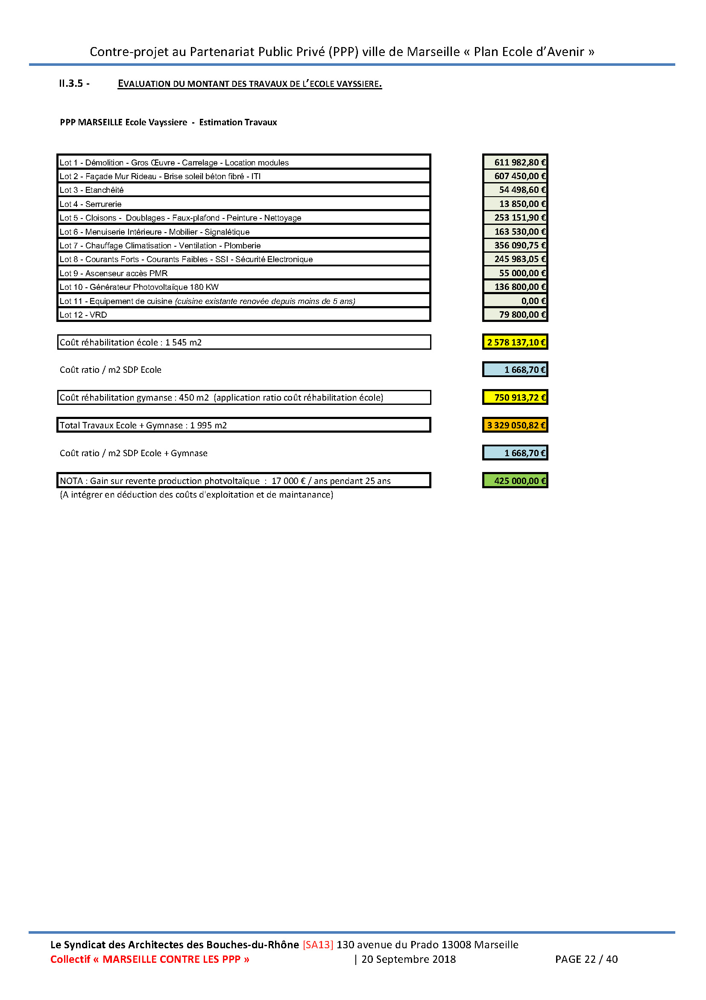 Contre-projet au Partenariat Public Privé (PPP) ville de Marseille « Plan Ecole d’Avenir »
II.3.5 - EVALUATION DU MONTANT DES TRAVAUX DE L’ECOLE VAYSSIERE.
PPP MARSEILLE Ecole Vayssiere - Estimation Travaux
Lot 1 - Démolition - Gros Œuvre - Carrelage - Location modules 611 982,80 €
Lot 2 - Façade Mur Rideau - Brise soleil béton fibré - ITI 607 450,00 €
Lot 3 - Etanchéité 54 498,60 €
Lot 4 - Serrurerie 13 850,00 €
Lot 5 - Cloisons - Doublages - Faux-plafond - Peinture - Nettoyage 253 151,90 €
Lot 6 - Menuiserie Intérieure - Mobilier - Signalétique 163 530,00 €
Lot 7 - Chauffage Climatisation - Ventilation - Plomberie 356 090,75 €
Lot 8 - Courants Forts - Courants Faibles - SSI - Sécurité Electronique 245 983,05 €
Lot 9 - Ascenseur accès PMR 55 000,00 €
Lot 10 - Générateur Photovoltaïque 180 KW 136 800,00 €
Lot 11 - Equipement de cuisine (cuisine existante renovée depuis moins de 5 ans) 0,00 €
Lot 12 - VRD 79 800,00 €
Coût réhabilitation école : 1 545 m2 2 578 137,10 €
Coût ratio / m2 SDP Ecole 1 668,70 €
Coût réhabilitation gymanse : 450 m2 (application ratio coût réhabilitation école) 750 913,72 €
Total Travaux Ecole + Gymnase : 1 995 m2 3 329 050,82 €
Coût ratio / m2 SDP Ecole + Gymnase 1 668,70 €
NOTA : Gain sur revente production photvoltaïque : 17 000 € / ans pendant 25 ans 425 000,00 €
(A intégrer en déduction des coûts d'exploitation et de maintanance)
Le Syndicat des Architectes des Bouches-du-Rhône [SA13] 130 avenue du Prado 13008 Marseille
Collectif « MARSEILLE CONTRE LES PPP » | 20 Septembre 2018 PAGE 22 / 40